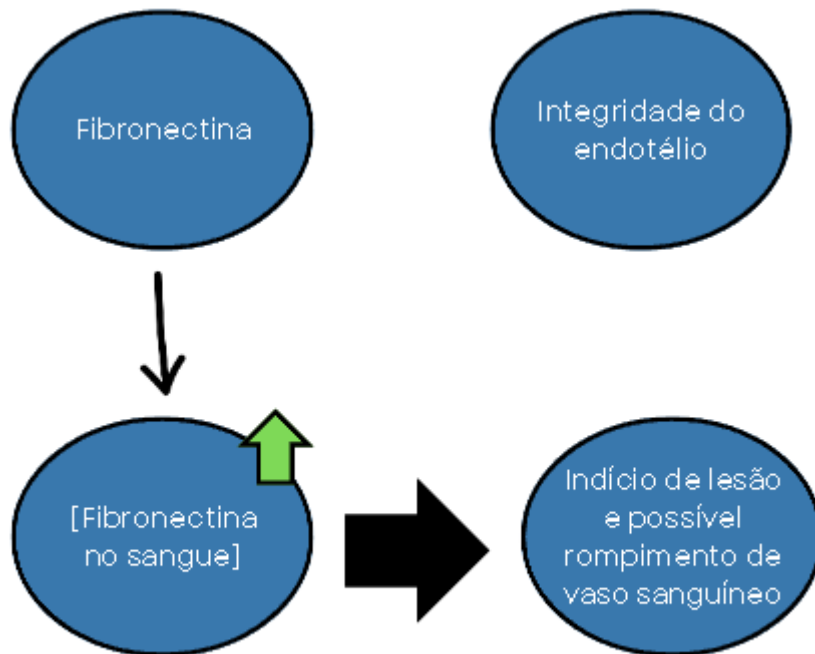 Fibronectina
Integridade do
endotélio
[Fibronectina
no sangue]
Indício de lesão
e possível
rompimento de
vaso sanguíneo